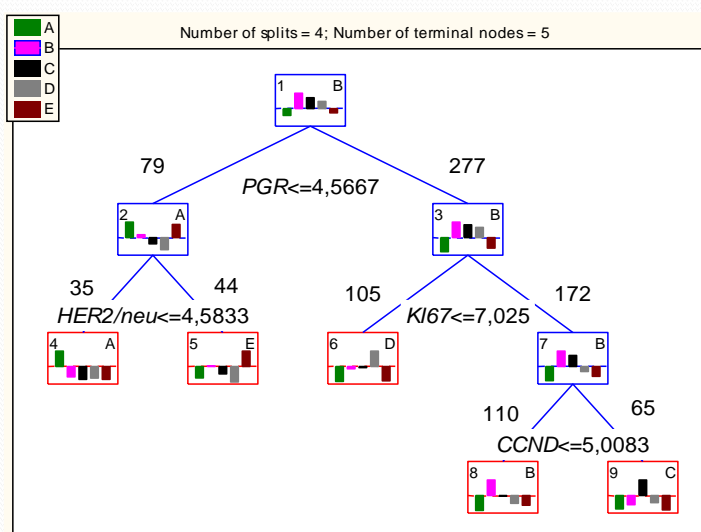 A
B
C
D
E
Number of splits = 4; Number of terminal nodes = 5
1 B
79 277
PGR<=4,5667
2 A
3 B
35 44
HER2/neu<=4,5833
105 172
KI67<=7,025
4 A
5 E
6 D
7 B
110 65
CCND<=5,0083
8 B
9 C